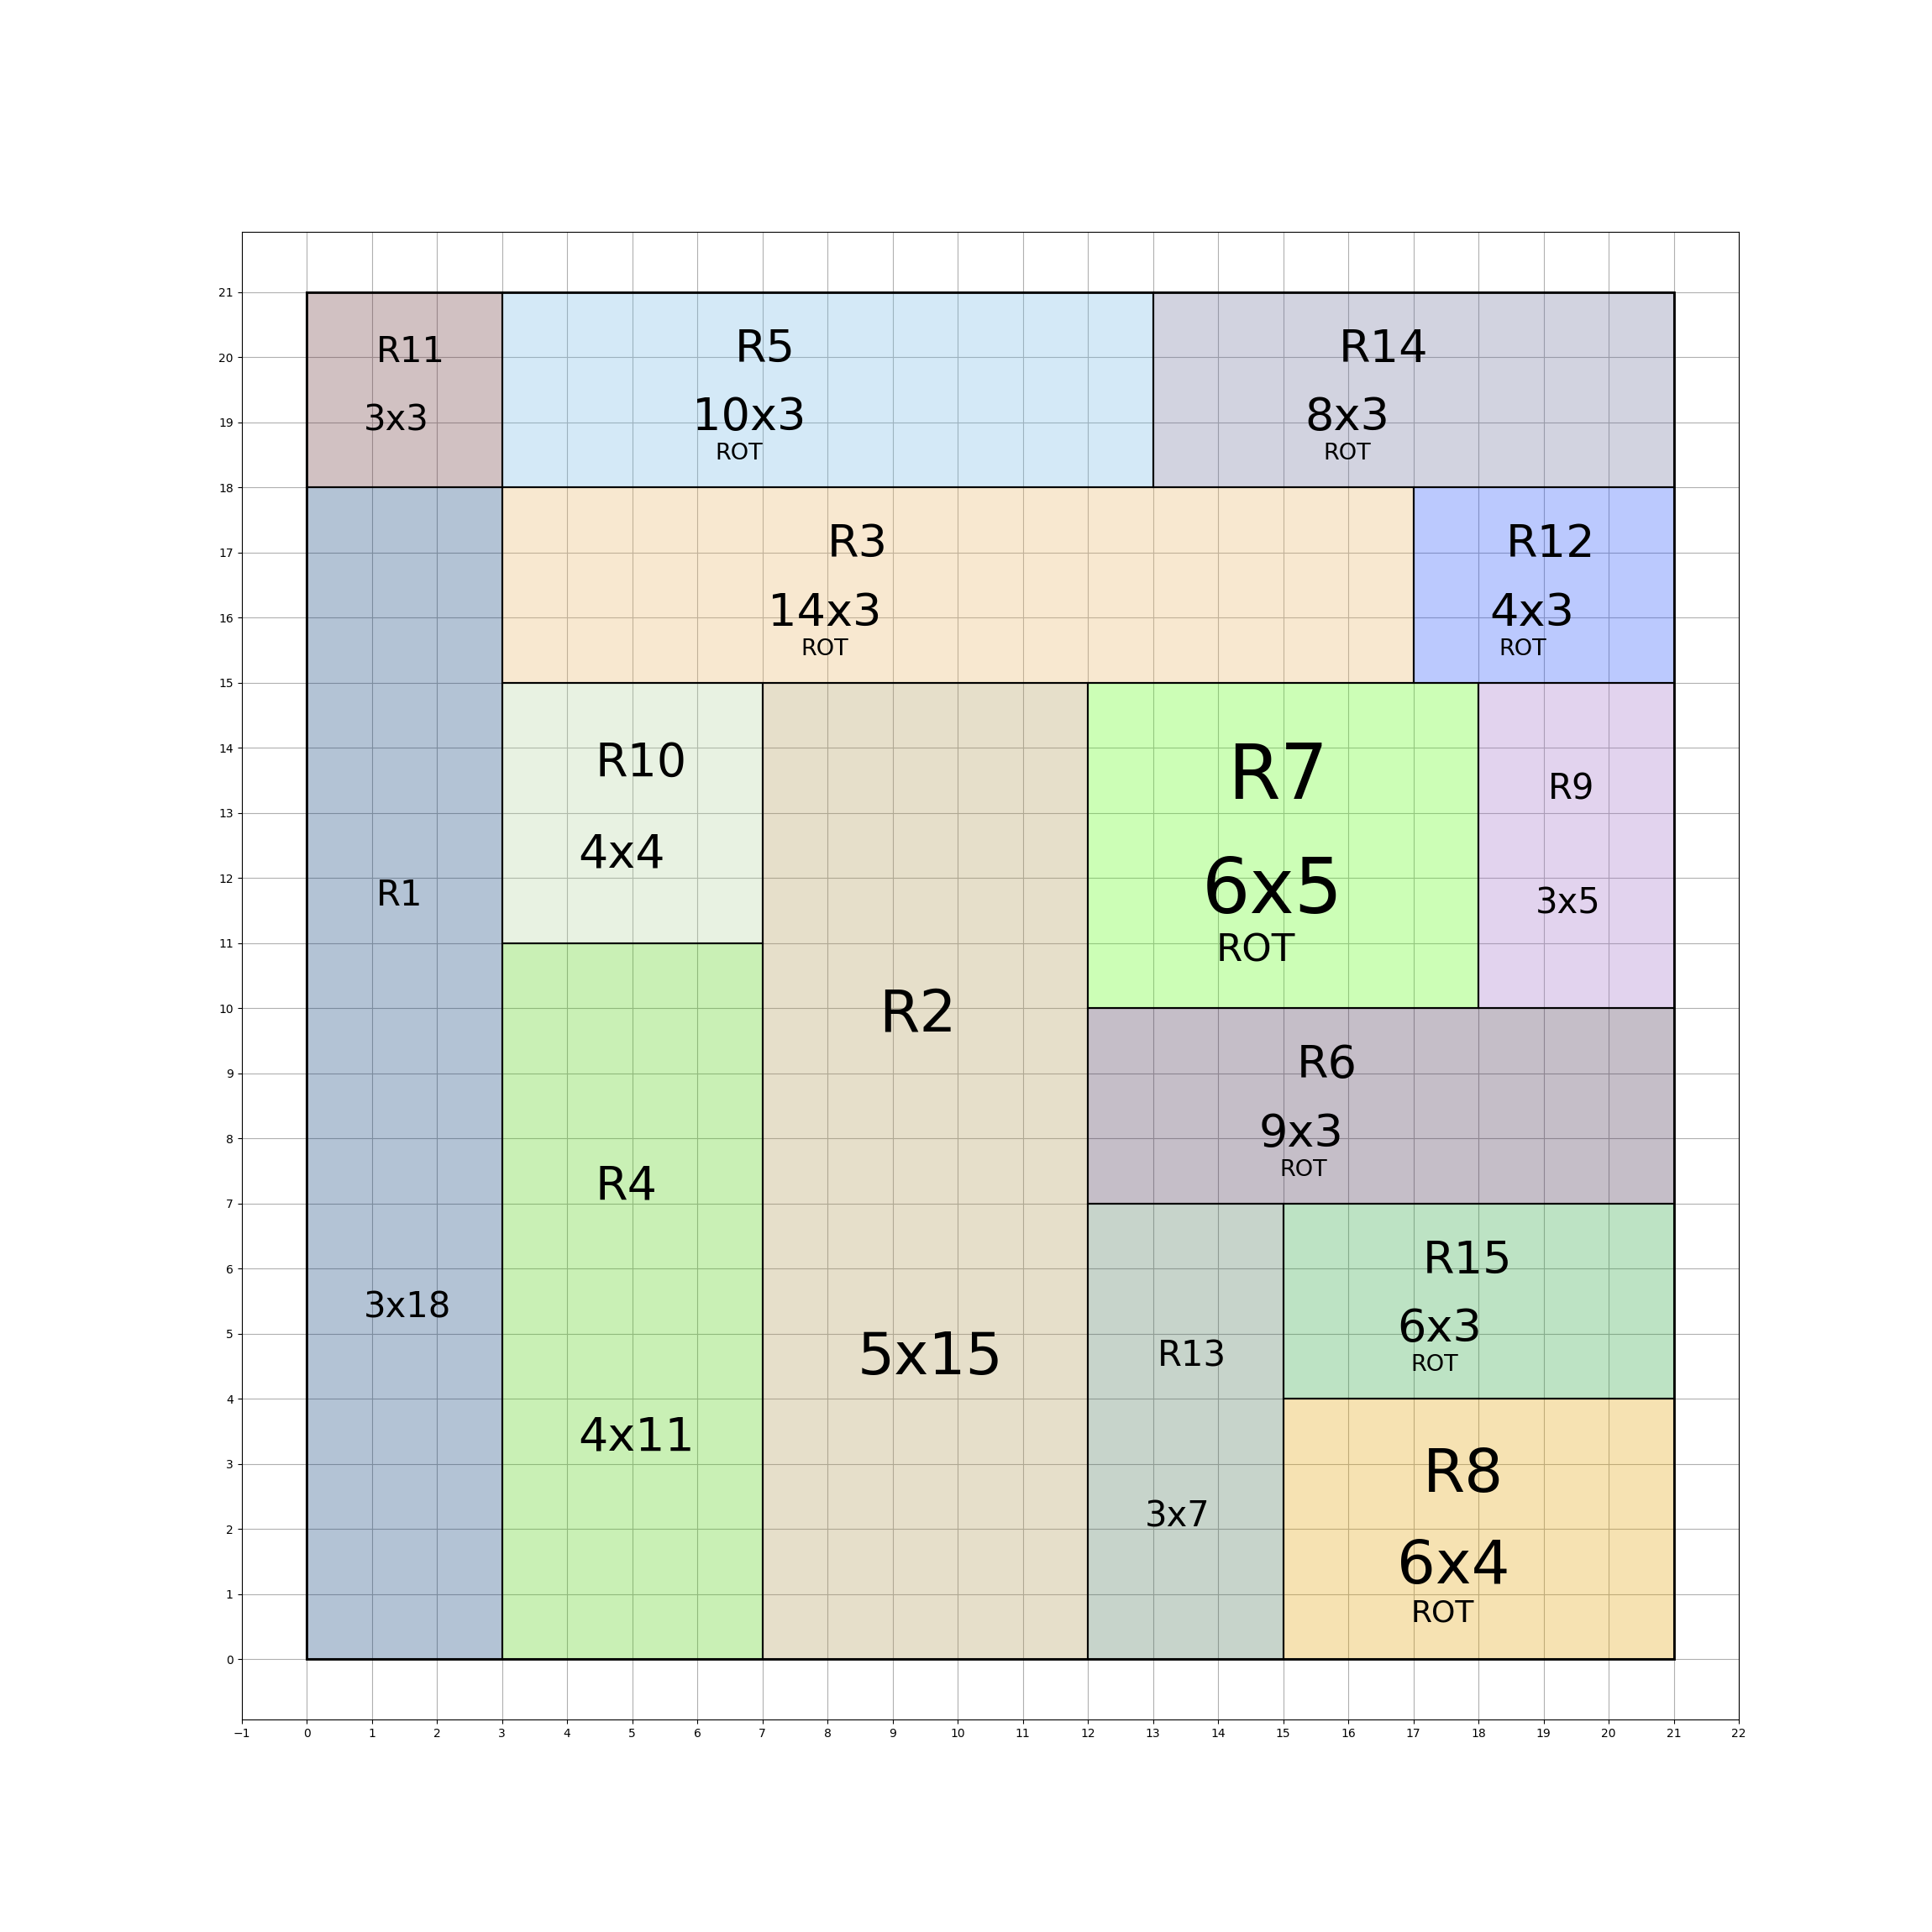 R11
3x3
R5
10x3
ROT
R14
8x3
ROT
R3
14x3
ROT
R12
4x3
ROT
R1
3x18
R10
4x4
R4
4x11
R2
5x15
R7
6x5
ROT
R9
3x5
R6
9x3
ROT
R13
3x7
R15
6x3
ROT
R8
6x4
ROT
21
20
19
18
17
16
15
14
13
12
11
10
9
8
7
6
5
4
3
2
1
0
−1 0 1 2 3 4 5 6 7 8 9 10 11 12 13 14 15 16 17 18 19 20 21 22